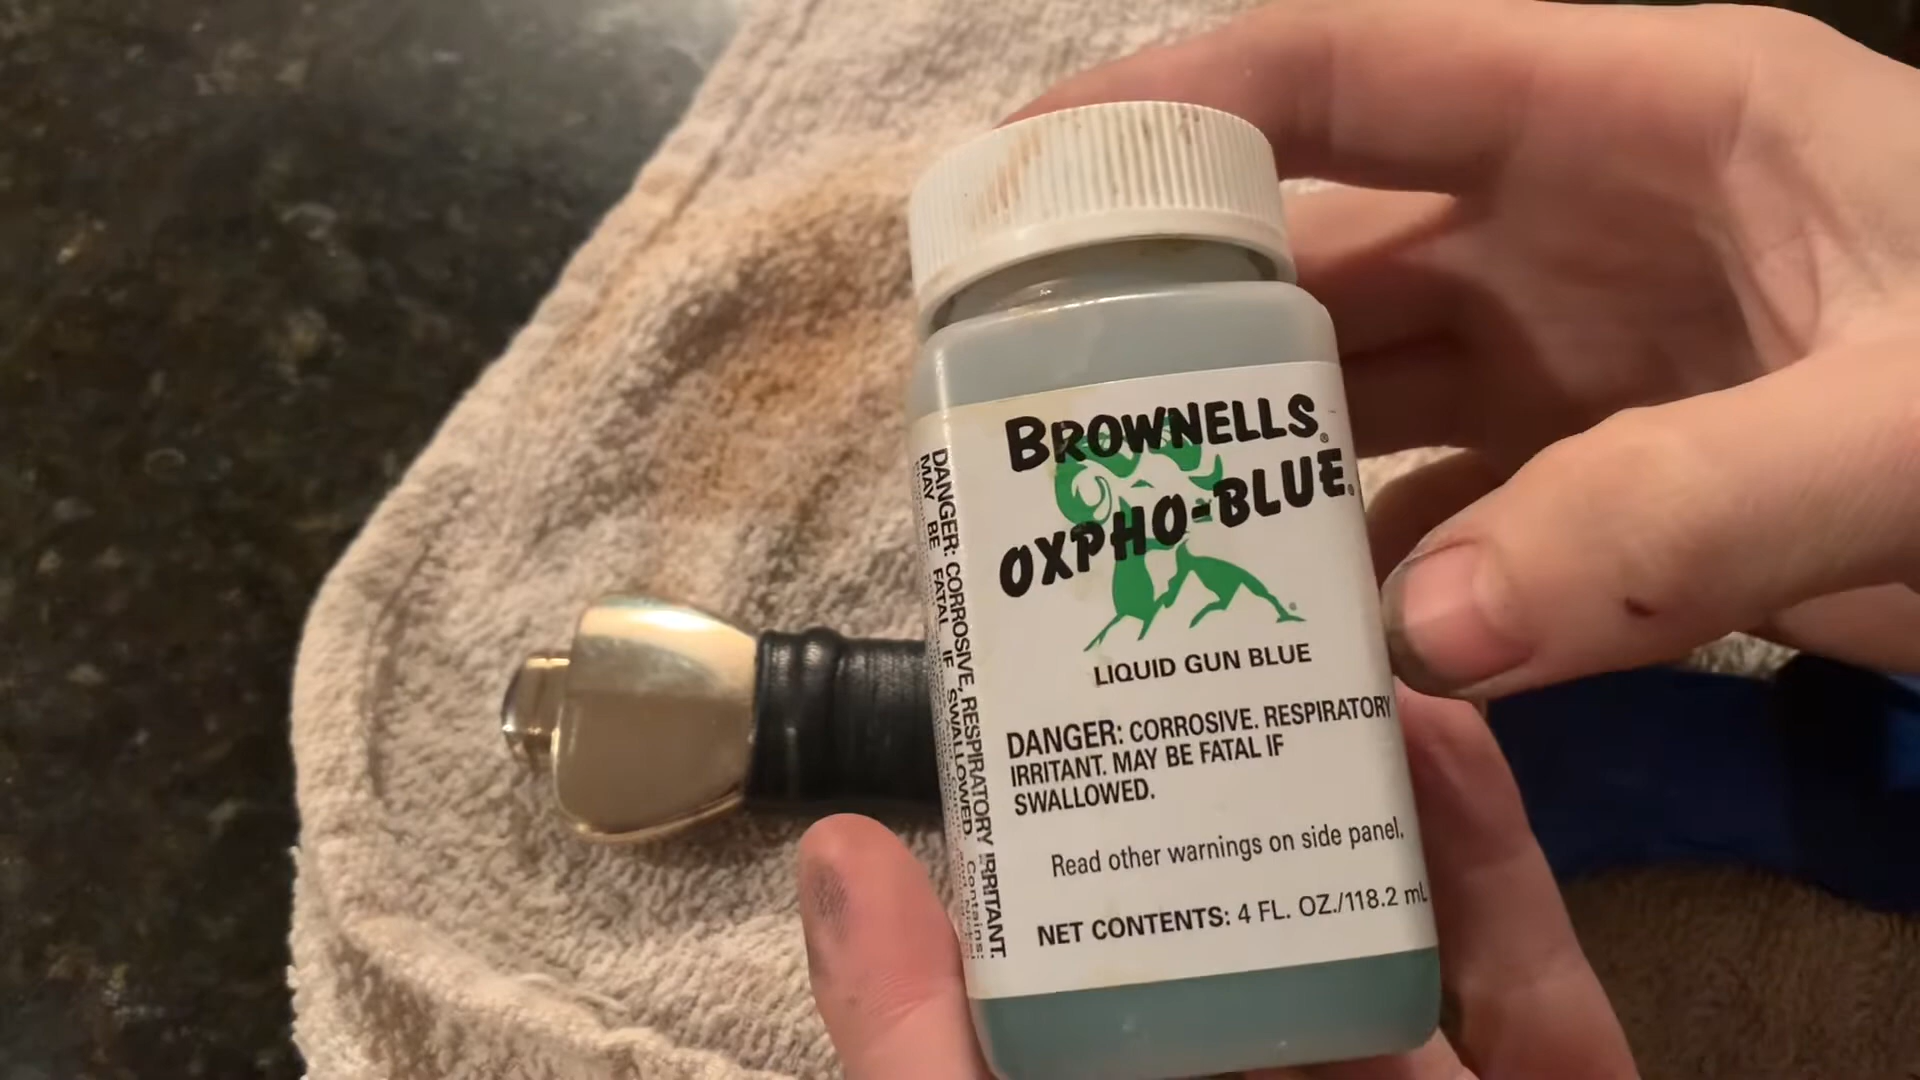 BROWNELLS®
OXPHO-BLUE®
LIQUID GUN BLUE
DANGER: CORROSIVE. RESPIRATORY
IRRITANT. MAY BE FATAL IF
SWALLOWED.
Read other warnings on side panel.
NET CONTENTS: 4 FL. OZ./118.2 mL
DANGER: CORROSIVE, RESPIRATORY IRRITANT.
MAY BE FATAL IF SWALLOWED. Contains: